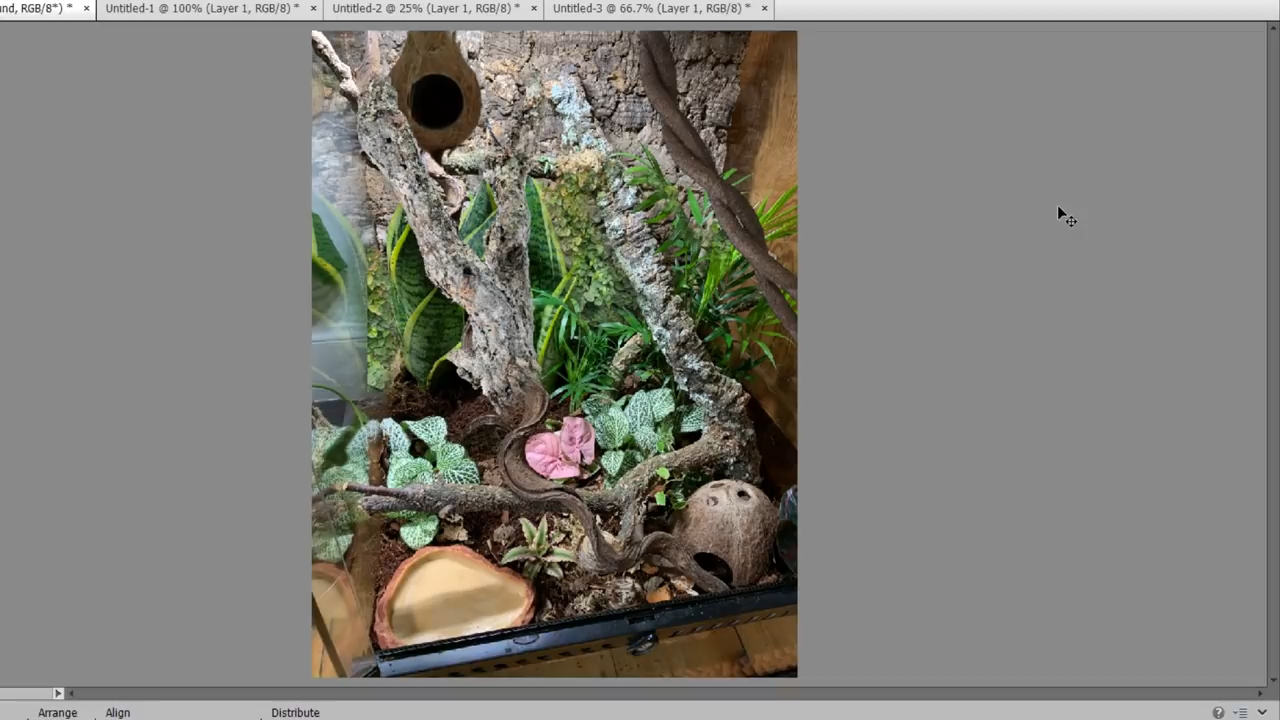 nd, RGB/8*) *
Untitled-1 @ 100% (Layer 1, RGB/8) *
Untitled-2 @ 25% (Layer 1, RGB/8) *
Untitled-3 @ 66.7% (Layer 1, RGB/8) *
Arrange Align Distribute